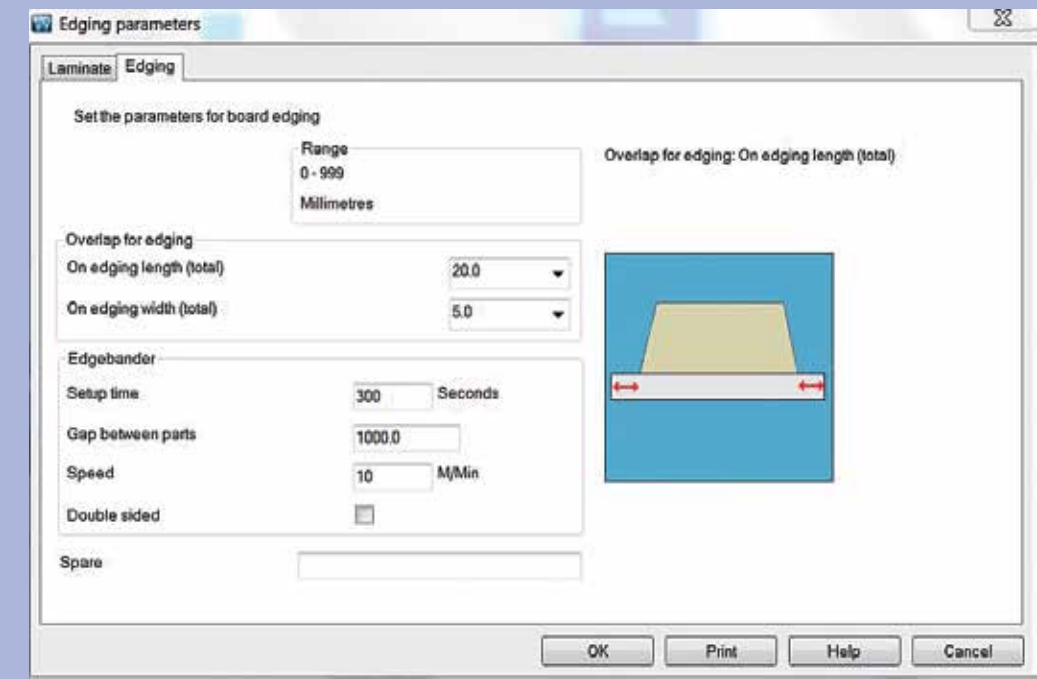 Edging parameters
Laminate Edging
Set the parameters for board edging
Range
0 - 999
Millimetres
Overlap for edging: On edging length (total)
Overlap for edging
On edging length (total) 20.0
On edging width (total) 5.0
Edgebander
Setup time 300 Seconds
Gap between parts 1000.0
Speed 10 M/Min
Double sided
Spare
OK Print Help Cancel